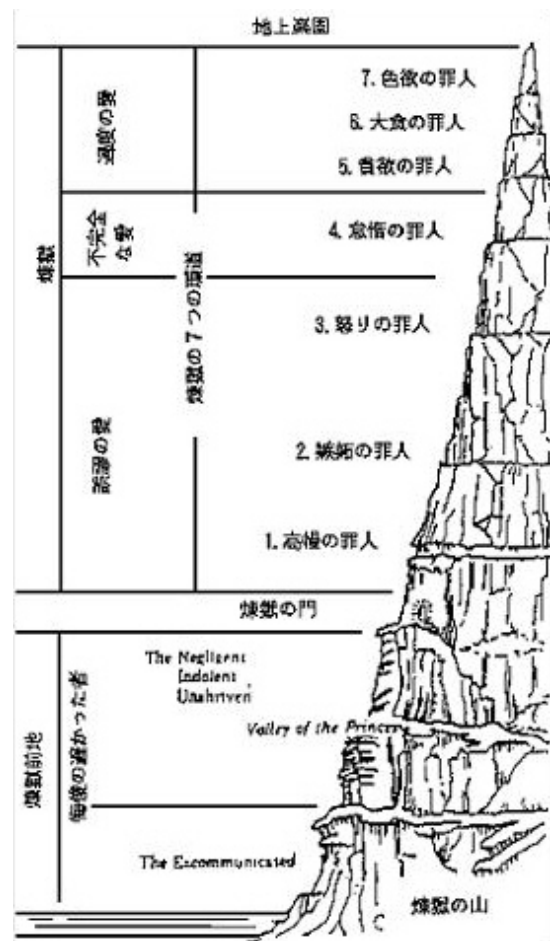 地上楽園
7. 色欲の罪人
6. 大食の罪人
5. 貪欲の罪人
過度の愛
4. 怠惰の罪人
不完全な愛
煉獄
煉獄の7つの環道
3. 怒りの罪人
2. 嫉妬の罪人
誤謬の愛
1. 高慢の罪人
煉獄の門
The Negligent
Indolent
Unshriven
Valley of the Princes
煉獄前地
悔悛の遅かった者
The Excommunicated
煉獄の山